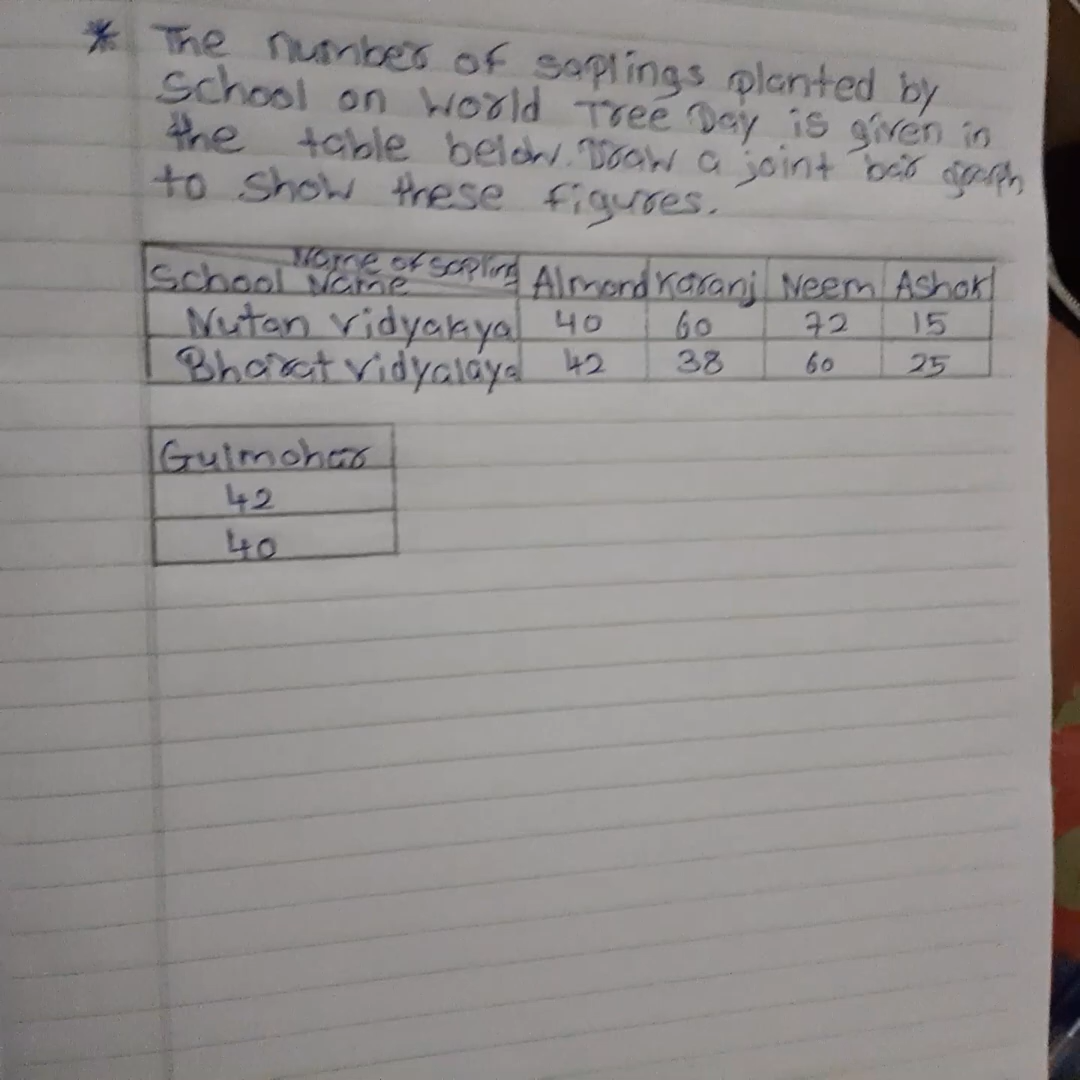 * The number of saplings planted by
School on World Tree Day is given in
the table below. Draw a joint bar graph
to show these figures.
Name of sapling
School Name Almond Karanj Neem Ashok
Nutan Vidyalaya 40 60 72 15
Bharat Vidyalaya 42 38 60 25
Gulmohar
42
40